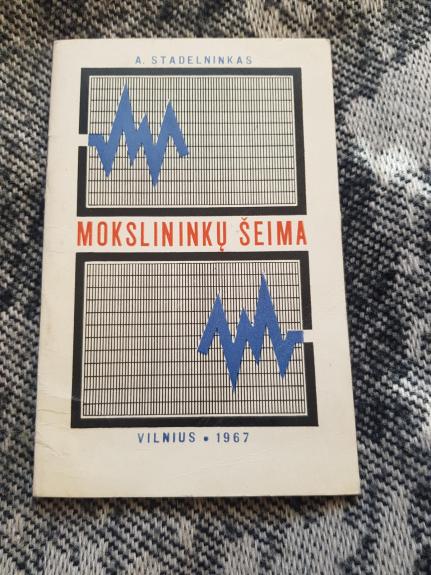 A. STADELNINKAS
MOKSLININKŲ ŠEIMA
VILNIUS • 1967